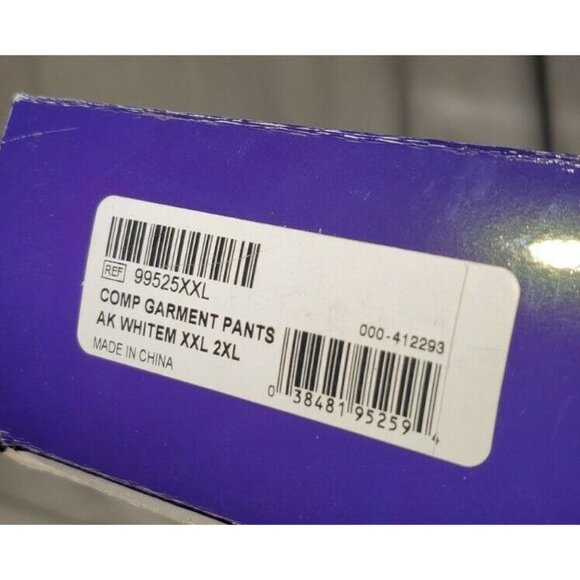 REF 99525XXL
COMP GARMENT PANTS
AK WHITEM XXL 2XL
MADE IN CHINA
000-412293
0 38481 95259 4